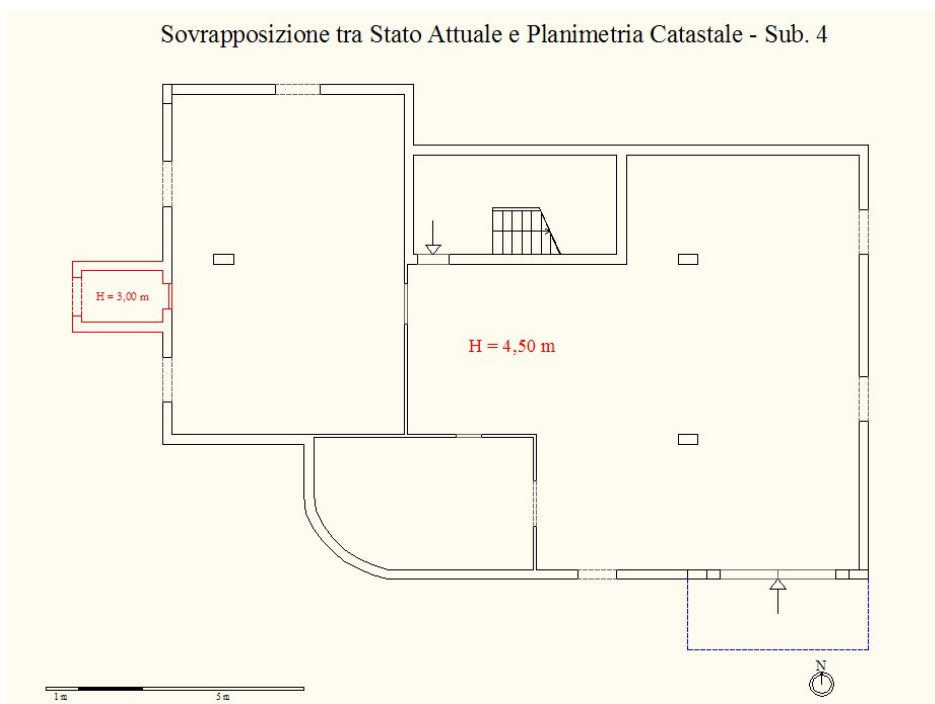 Sovrapposizione tra Stato Attuale e Planimetria Catastale - Sub. 4
H = 3,00 m
H = 4,50 m
N
1 m
5 m